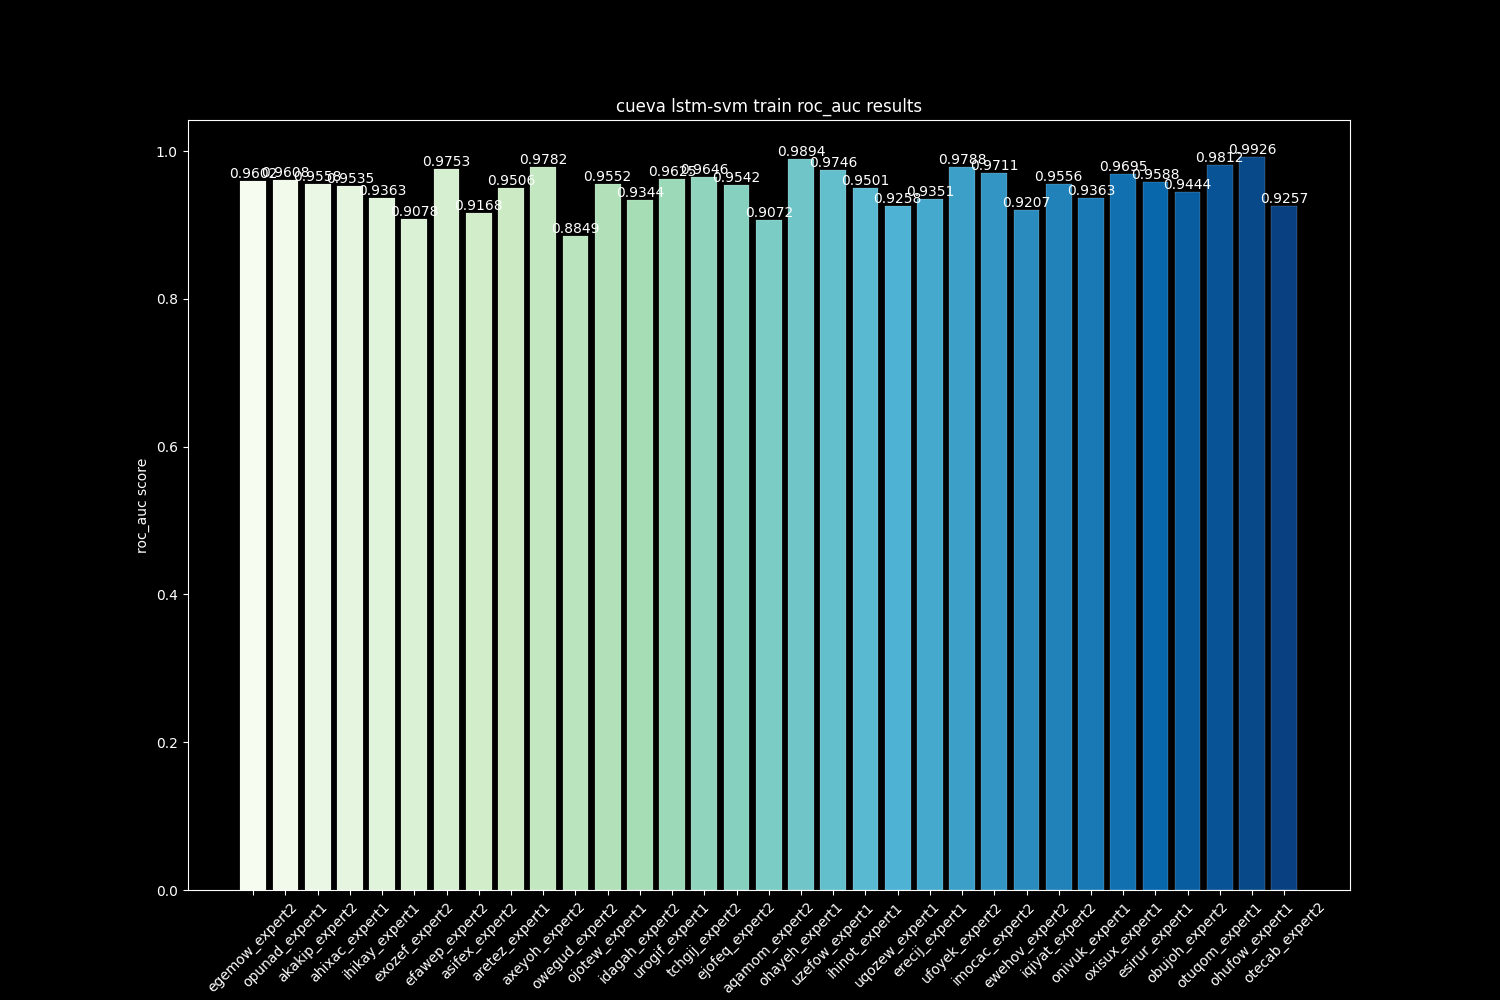 cueva lstm-svm train roc_auc results
roc_auc score
1.0
0.8
0.6
0.4
0.2
0.0
0.9602
0.9608
0.9535
0.9363
0.9078
0.9753
0.9168
0.9506
0.9782
0.8849
0.9552
0.9344
0.9625
0.9646
0.9542
0.9072
0.9894
0.9746
0.9501
0.9258
0.9351
0.9788
0.9711
0.9207
0.9556
0.9363
0.9695
0.9588
0.9444
0.9812
0.9926
0.9257
egemow_expert2
opunad_expert1
akakip_expert2
ahixac_expert1
ihikay_expert1
exozef_expert2
efawep_expert2
asifex_expert2
aretez_expert1
axeyoh_expert2
owegud_expert2
ojotew_expert1
idagah_expert2
urogif_expert1
tchgij_expert2
ejofeq_expert2
aqamom_expert2
ohayeh_expert1
uzefow_expert1
ihinot_expert1
uqozew_expert1
erecij_expert1
ufoyek_expert2
imocac_expert2
ewehov_expert2
iqiyat_expert2
onivuk_expert1
oxisux_expert1
esirur_expert1
obujoh_expert2
otuqom_expert1
ohufow_expert1
otecab_expert2